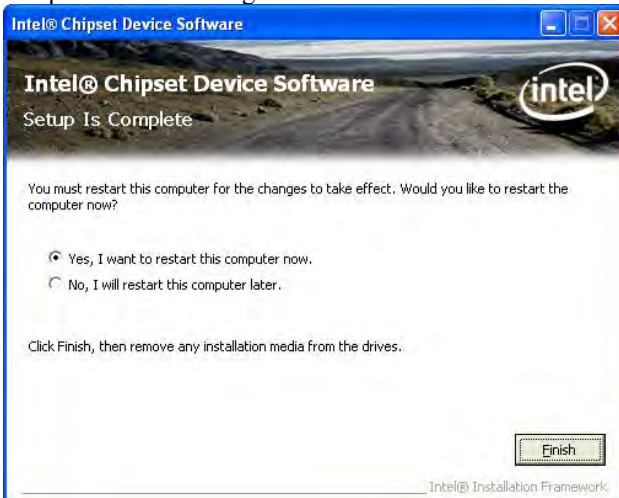 Intel® Chipset Device Software
Intel® Chipset Device Software
intel
Setup Is Complete
You must restart this computer for the changes to take effect. Would you like to restart the
computer now?
Yes, I want to restart this computer now.
No, I will restart this computer later.
Click Finish, then remove any installation media from the drives.
Finish
Intel® Installation Framework